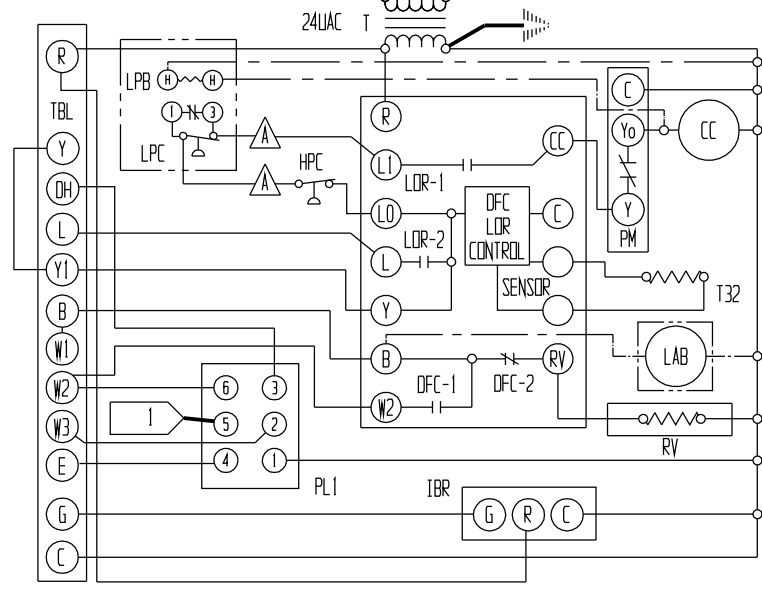 24UAC T
R
TBL
Y
DH
L
Y1
B
W1
W2
W3
E
G
C
LPB H H
1 3
LPC
A
A
HPC
R
L1
LO
L
Y
B
W2
LOR-1
LOR-2
DFC-1
DFC-2
CC
C
RV
DFC
LOR
CONTROL
SENSOR
C
Yo
Y
PM
CC
T32
LAB
RV
6 3
5 2
4 1
PL1
1
IBR
G R C